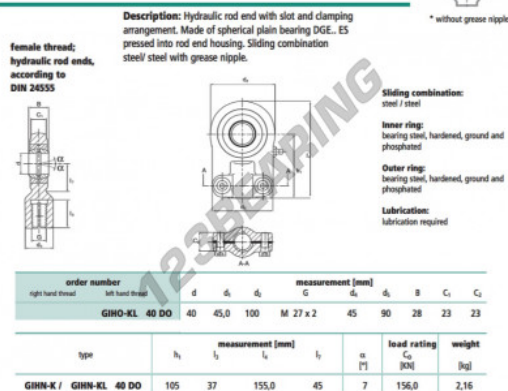 Description: Hydraulic rod end with slot and clamping
arrangement. Made of spherical plain bearing DGE.. ES
pressed into rod end housing. Sliding combination
steel/ steel with grease nipple.
* without grease nipple
female thread;
hydraulic rod ends,
according to
DIN 24555
Sliding combination:
steel / steel
Inner ring:
bearing steel, hardened, ground and
phosphated
Outer ring:
bearing steel, hardened, ground and
phosphated
Lubrication:
lubrication required
A-A
123BEARING
order number measurement [mm]
right hand thread left hand thread d d₁ d₂ G d₄ d₅ B C₁ C₂
GIHO-KL 40 DO 40 45,0 100 M 27 x 2 45 90 28 23 23
measurement [mm] load rating weight
type h₁ l₃ l₄ l₇ α C₀
[°] [KN] [kg]
GIHN-K / GIHN-KL 40 DO 105 37 155,0 45 7 156,0 2,16